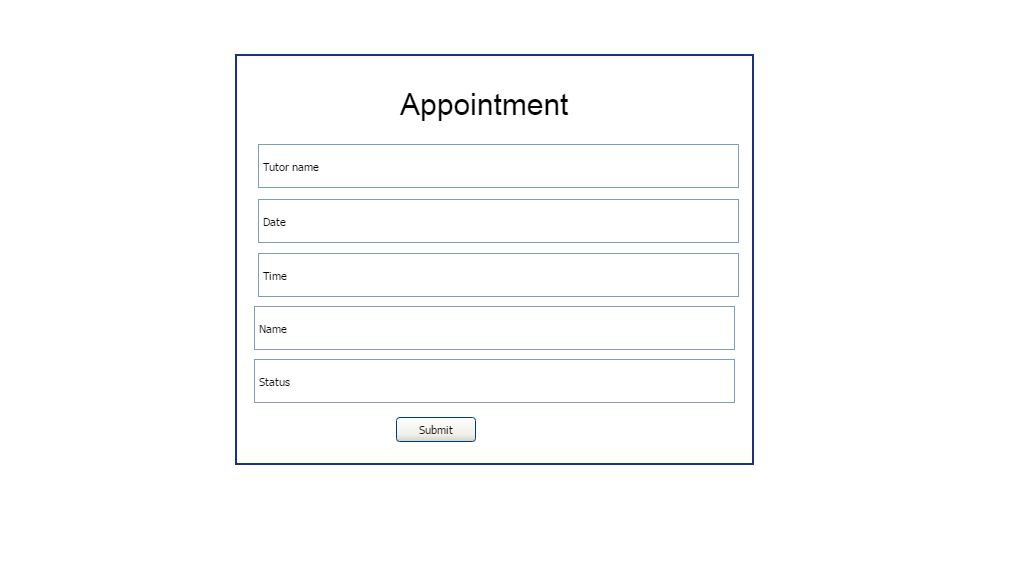 Appointment
Tutor name
Date
Time
Name
Status
Submit